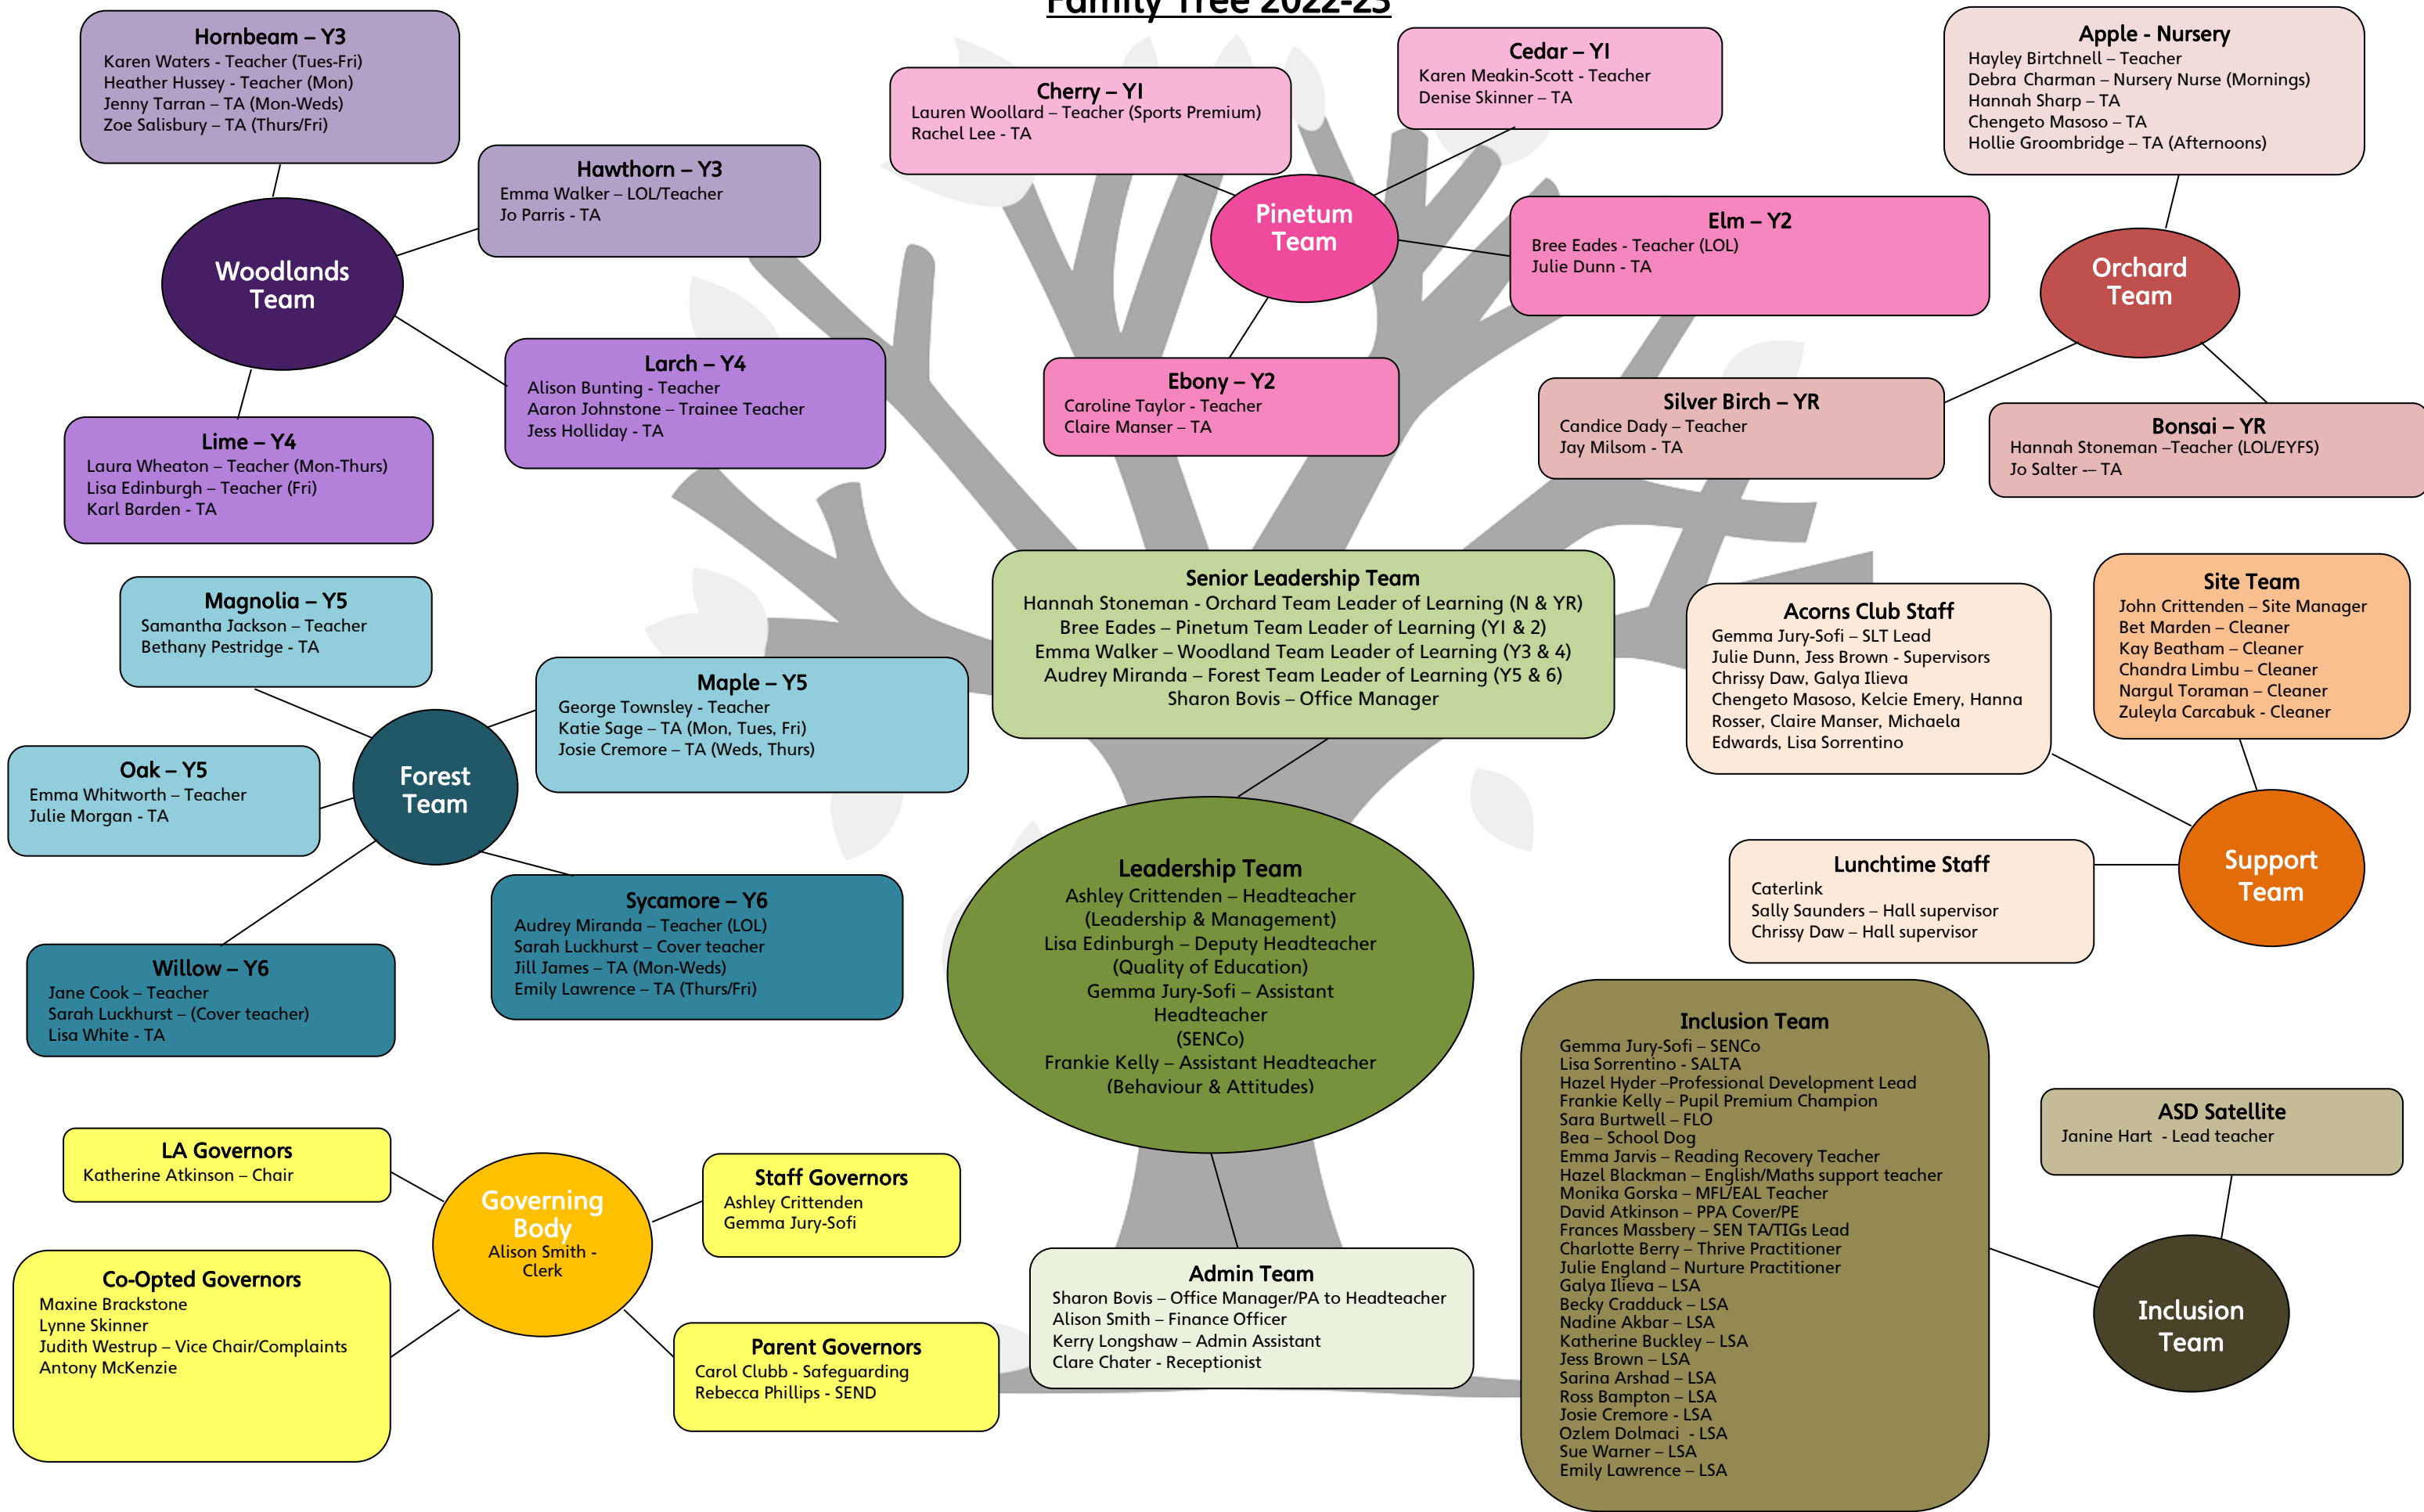 Family Tree 2022-23
Hornbeam – Y3
Karen Waters - Teacher (Tues-Fri)
Heather Hussey - Teacher (Mon)
Jenny Tarran – TA (Mon-Weds)
Zoe Salisbury – TA (Thurs/Fri)
Hawthorn – Y3
Emma Walker – LOL/Teacher
Jo Parris - TA
Woodlands
Team
Larch – Y4
Alison Bunting - Teacher
Aaron Johnstone – Trainee Teacher
Jess Holliday - TA
Lime – Y4
Laura Wheaton – Teacher (Mon-Thurs)
Lisa Edinburgh – Teacher (Fri)
Karl Barden - TA
Cherry – Y1
Lauren Woollard – Teacher (Sports Premium)
Rachel Lee - TA
Cedar – Y1
Karen Meakin-Scott - Teacher
Denise Skinner – TA
Pinetum
Team
Elm – Y2
Bree Eades - Teacher (LOL)
Julie Dunn - TA
Ebony – Y2
Caroline Taylor - Teacher
Claire Manser – TA
Apple - Nursery
Hayley Birtchnell – Teacher
Debra Charman – Nursery Nurse (Mornings)
Hannah Sharp – TA
Chengeto Masoso – TA
Hollie Groombridge – TA (Afternoons)
Orchard
Team
Silver Birch – YR
Candice Dady – Teacher
Jay Milsom - TA
Bonsai – YR
Hannah Stoneman –Teacher (LOL/EYFS)
Jo Salter -– TA
Magnolia – Y5
Samantha Jackson – Teacher
Bethany Pestridge - TA
Maple – Y5
George Townsley - Teacher
Katie Sage – TA (Mon, Tues, Fri)
Josie Cremore – TA (Weds, Thurs)
Oak – Y5
Emma Whitworth – Teacher
Julie Morgan - TA
Forest
Team
Sycamore – Y6
Audrey Miranda – Teacher (LOL)
Sarah Luckhurst – Cover teacher
Jill James – TA (Mon-Weds)
Emily Lawrence – TA (Thurs/Fri)
Willow – Y6
Jane Cook – Teacher
Sarah Luckhurst – (Cover teacher)
Lisa White - TA
Senior Leadership Team
Hannah Stoneman - Orchard Team Leader of Learning (N & YR)
Bree Eades – Pinetum Team Leader of Learning (Y1 & 2)
Emma Walker – Woodland Team Leader of Learning (Y3 & 4)
Audrey Miranda – Forest Team Leader of Learning (Y5 & 6)
Sharon Bovis – Office Manager
Acorns Club Staff
Gemma Jury-Sofi – SLT Lead
Julie Dunn, Jess Brown - Supervisors
Chrissy Daw, Galya Ilieva
Chengeto Masoso, Kelcie Emery, Hanna
Rosser, Claire Manser, Michaela
Edwards, Lisa Sorrentino
Site Team
John Crittenden – Site Manager
Bet Marden – Cleaner
Kay Beatham – Cleaner
Chandra Limbu – Cleaner
Nargul Toraman – Cleaner
Zuleyla Carcabuk - Cleaner
Lunchtime Staff
Caterlink
Sally Saunders – Hall supervisor
Chrissy Daw – Hall supervisor
Support
Team
Leadership Team
Ashley Crittenden – Headteacher
(Leadership & Management)
Lisa Edinburgh – Deputy Headteacher
(Quality of Education)
Gemma Jury-Sofi – Assistant
Headteacher
(SENCo)
Frankie Kelly – Assistant Headteacher
(Behaviour & Attitudes)
Inclusion Team
Gemma Jury-Sofi – SENCo
Lisa Sorrentino - SALTA
Hazel Hyder –Professional Development Lead
Frankie Kelly – Pupil Premium Champion
Sara Burtwell – FLO
Bea – School Dog
Emma Jarvis – Reading Recovery Teacher
Hazel Blackman – English/Maths support teacher
Monika Gorska – MFL/EAL Teacher
David Atkinson – PPA Cover/PE
Frances Massbery – SEN TA/TIGs Lead
Charlotte Berry – Thrive Practitioner
Julie England – Nurture Practitioner
Galya Ilieva – LSA
Becky Cradduck – LSA
Nadine Akbar – LSA
Katherine Buckley – LSA
Jess Brown – LSA
Sarina Arshad – LSA
Ross Bampton – LSA
Josie Cremore - LSA
Ozlem Dolmaci - LSA
Sue Warner – LSA
Emily Lawrence – LSA
ASD Satellite
Janine Hart - Lead teacher
Inclusion
Team
LA Governors
Katherine Atkinson – Chair
Governing
Body
Alison Smith -
Clerk
Staff Governors
Ashley Crittenden
Gemma Jury-Sofi
Co-Opted Governors
Maxine Brackstone
Lynne Skinner
Judith Westrup – Vice Chair/Complaints
Antony McKenzie
Parent Governors
Carol Clubb - Safeguarding
Rebecca Phillips - SEND
Admin Team
Sharon Bovis – Office Manager/PA to Headteacher
Alison Smith – Finance Officer
Kerry Longshaw – Admin Assistant
Clare Chater - Receptionist